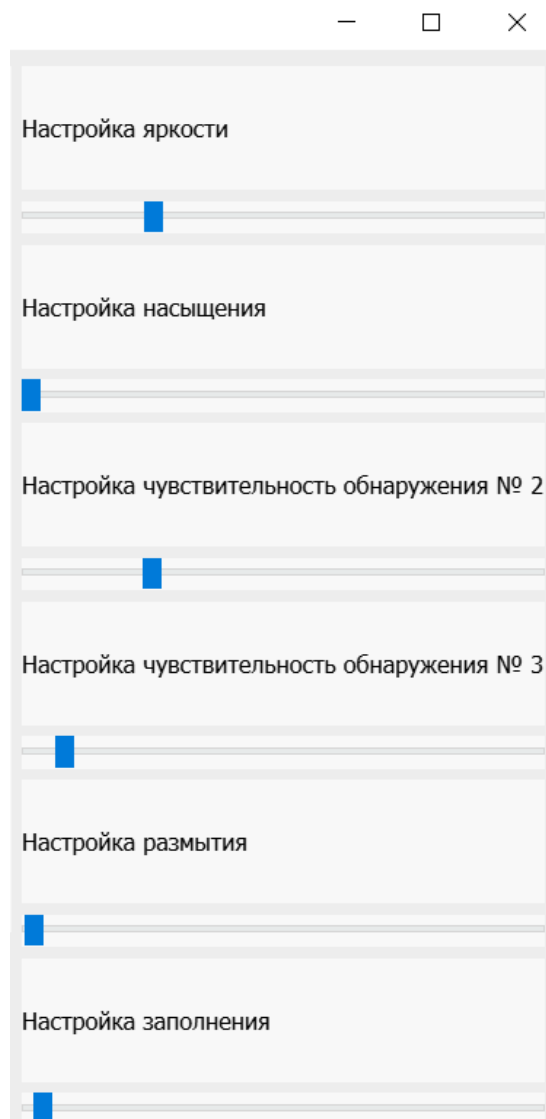 Настройка яркости
Настройка насыщения
Настройка чувствительность обнаружения № 2
Настройка чувствительность обнаружения № 3
Настройка размытия
Настройка заполнения